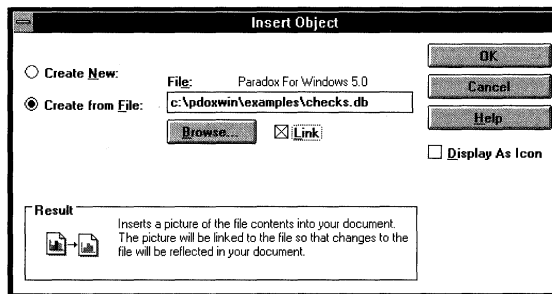 Insert Object
Create New:
Create from File:
File: Paradox For Windows 5.0
c:\pdoxwin\examples\checks.db
Browse... Link
OK
Cancel
Help
Display As Icon
Result
Inserts a picture of the file contents into your document.
The picture will be linked to the file so that changes to the
file will be reflected in your document.